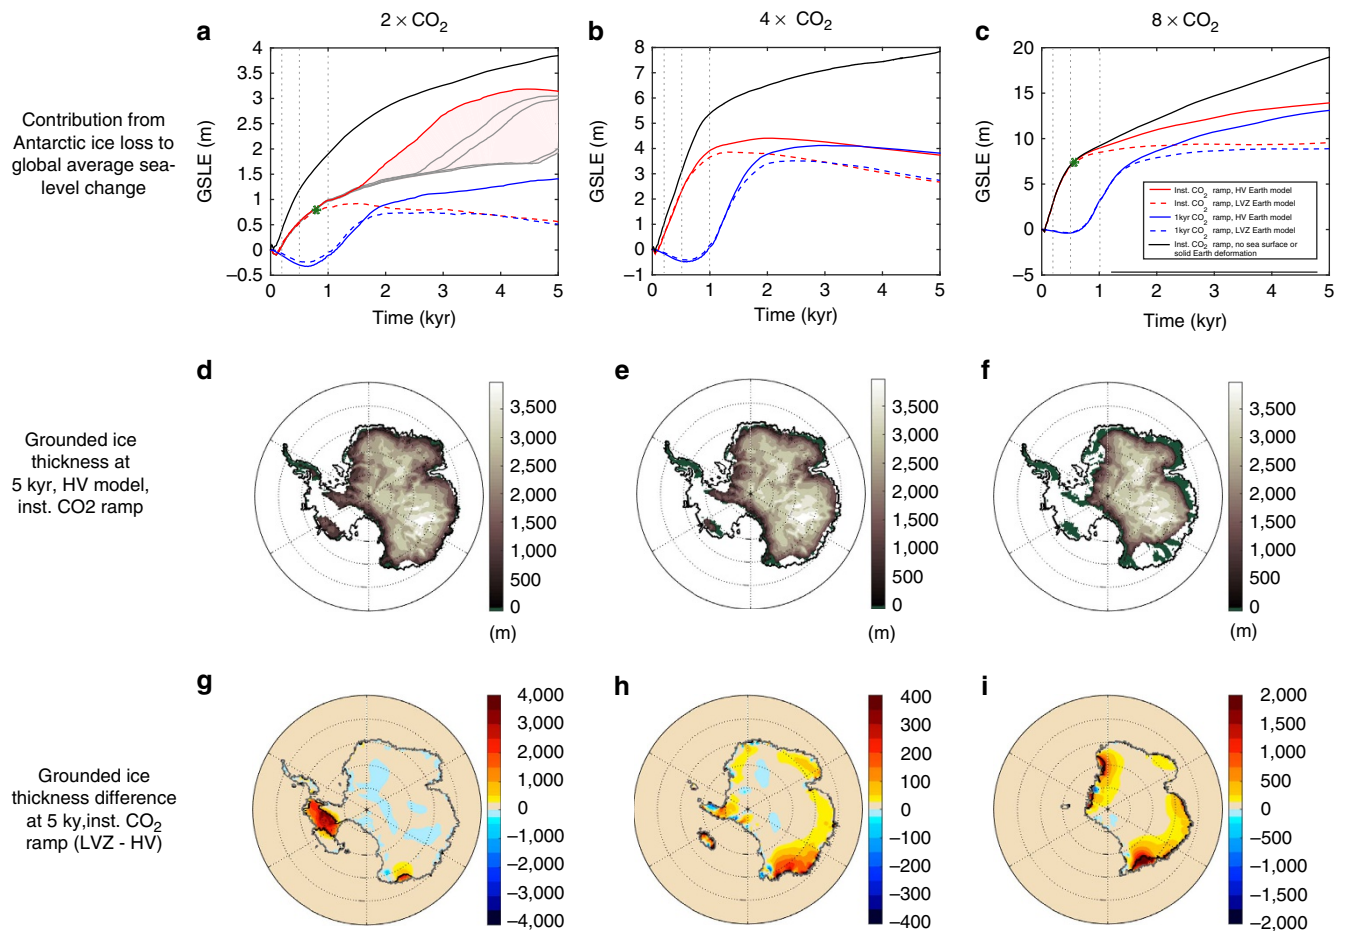 2 × CO2
4 × CO2
8 × CO2
a
b
c
Contribution from
Antarctic ice loss to
global average sea-
level change
GSLE (m)
4
3.5
3
2.5
2
1.5
1
0.5
0
−0.5
0 1 2 3 4 5
Time (kyr)
GSLE (m)
8
7
6
5
4
3
2
1
0
−1
0 1 2 3 4 5
Time (kyr)
GSLE (m)
20
15
10
5
0
−5
0 1 2 3 4 5
Time (kyr)
Inst. CO2 ramp, HV Earth model
Inst. CO2 ramp, LVZ Earth model
1kyr CO2 ramp, HV Earth model
1kyr CO2 ramp, LVZ Earth model
Inst. CO2 ramp, no sea surface or
solid Earth deformation
d
e
f
Grounded ice
thickness at
5 kyr, HV model,
inst. CO2 ramp
3,500
3,000
2,500
2,000
1,500
1,000
500
0
(m)
3,500
3,000
2,500
2,000
1,500
1,000
500
0
(m)
3,500
3,000
2,500
2,000
1,500
1,000
500
0
(m)
g
h
i
Grounded ice
thickness difference
at 5 ky,inst. CO2
ramp (LVZ - HV)
4,000
3,000
2,000
1,000
0
−1,000
−2,000
−3,000
−4,000
400
300
200
100
0
−100
−200
−300
−400
2,000
1,500
1,000
500
0
−500
−1,000
−1,500
−2,000